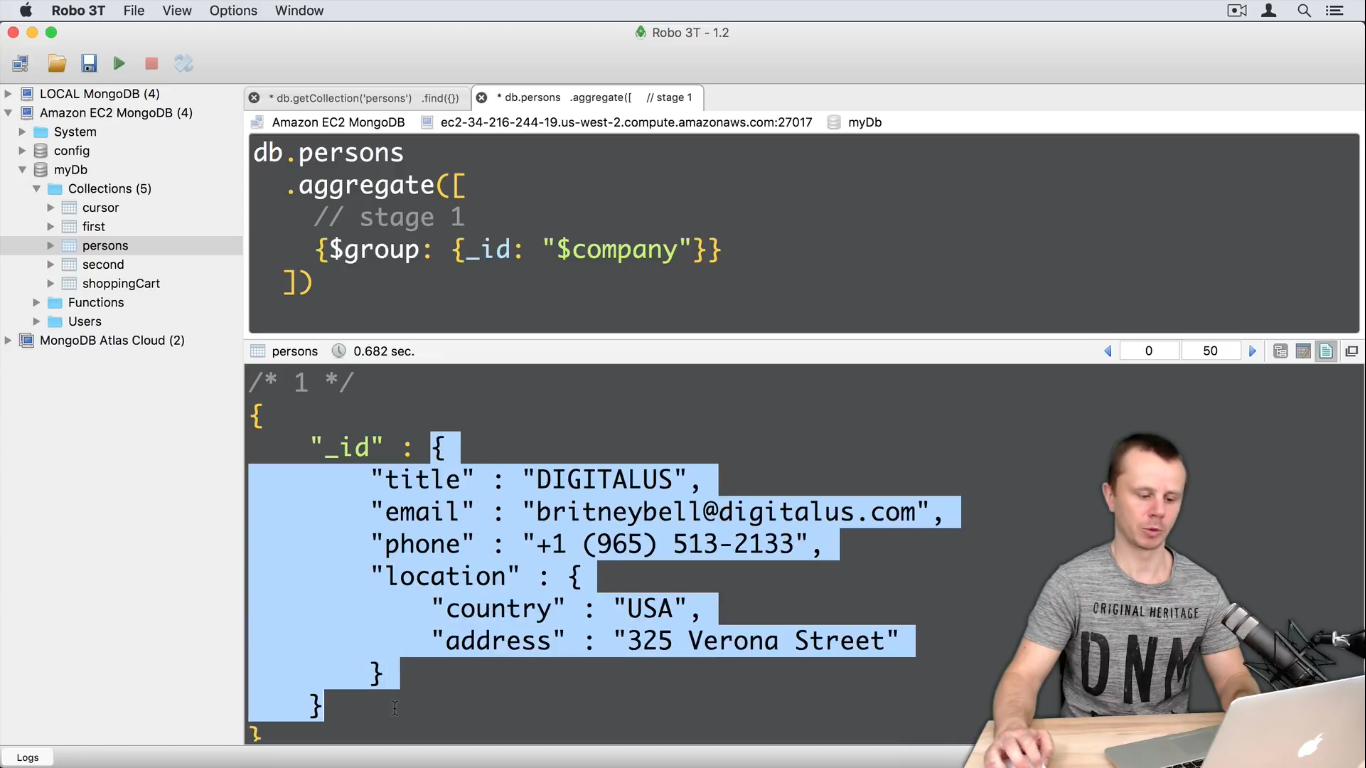 Robo 3T File View Options Window
Robo 3T - 1.2
LOCAL MongoDB (4)
Amazon EC2 MongoDB (4)
System
config
myDb
Collections (5)
cursor
first
persons
second
shoppingCart
Functions
Users
MongoDB Atlas Cloud (2)
* db.getCollection('persons') .find({})
* db.persons .aggregate([ // stage 1
Amazon EC2 MongoDB ec2-34-216-244-19.us-west-2.compute.amazonaws.com:27017 myDb
db.persons
.aggregate([
// stage 1
{$group: {_id: "$company"}}
])
persons 0.682 sec. 0 50
/* 1 */
{
"_id" : {
"title" : "DIGITALUS",
"email" : "britneybell@digitalus.com",
"phone" : "+1 (965) 513-2133",
"location" : {
"country" : "USA",
"address" : "325 Verona Street"
}
}
}
ORIGINAL HERITAGE
DNM
Logs